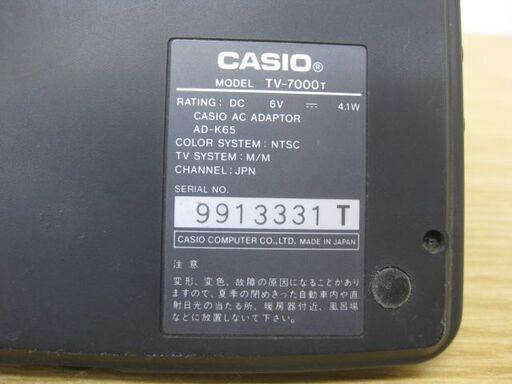 CASIO®
MODEL TV-7000T
RATING: DC 6V ⎓ 4.1W
CASIO AC ADAPTOR
AD-K65
COLOR SYSTEM: NTSC
TV SYSTEM: M/M
CHANNEL: JPN
SERIAL NO.
9913331 T
CASIO COMPUTER CO., LTD. MADE IN JAPAN
注意
変形、変色、故障の原因になることがあり
ますので、夏季の閉めきった自動車内や直
射日光の当たる所、暖房器付近、風呂場
などに放置しないで下さい。